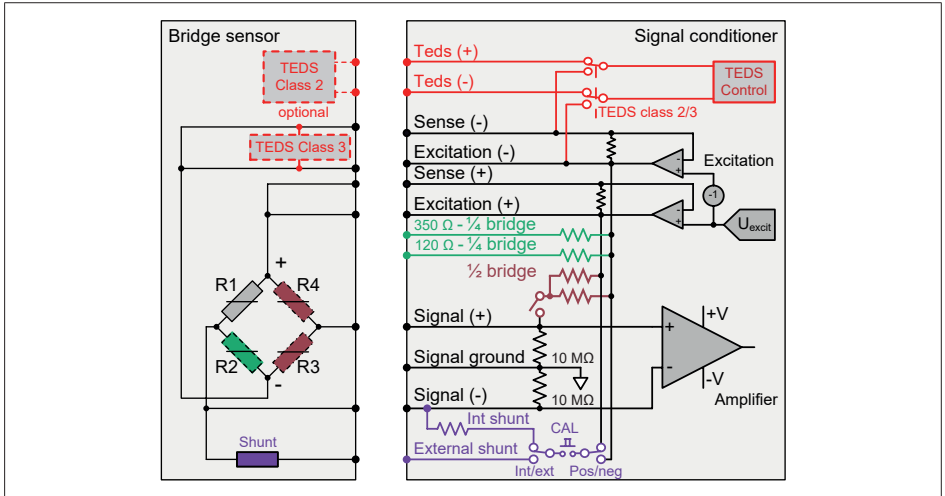 Bridge sensor
TEDS
Class 2
optional
TEDS Class 3
+
R1
R4
R2
R3
-
Shunt
Signal conditioner
Teds (+)
Teds (-)
TEDS
Control
TEDS class 2/3
Sense (-)
Excitation (-)
Excitation
Sense (+)
Excitation (+)
-
+
-1
-
+
Uexcit
350 Ω - ¼ bridge
120 Ω - ¼ bridge
½ bridge
Signal (+)
+
+V
Signal ground
10 MΩ
-
-V
Signal (-)
10 MΩ
Amplifier
Int shunt
CAL
External shunt
Int/ext
Pos/neg